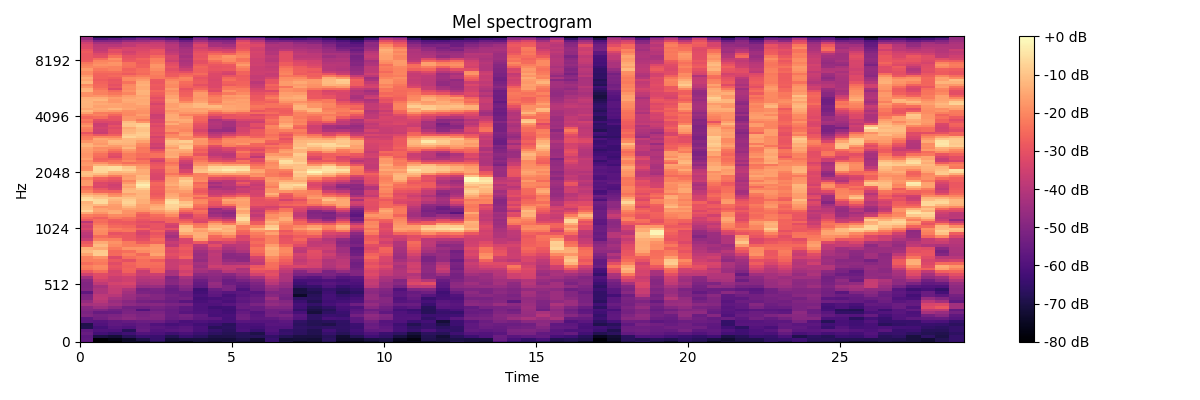 Mel spectrogram
Hz
8192
4096
2048
1024
512
0
0 5 10 15 20 25
Time
+0 dB
-10 dB
-20 dB
-30 dB
-40 dB
-50 dB
-60 dB
-70 dB
-80 dB